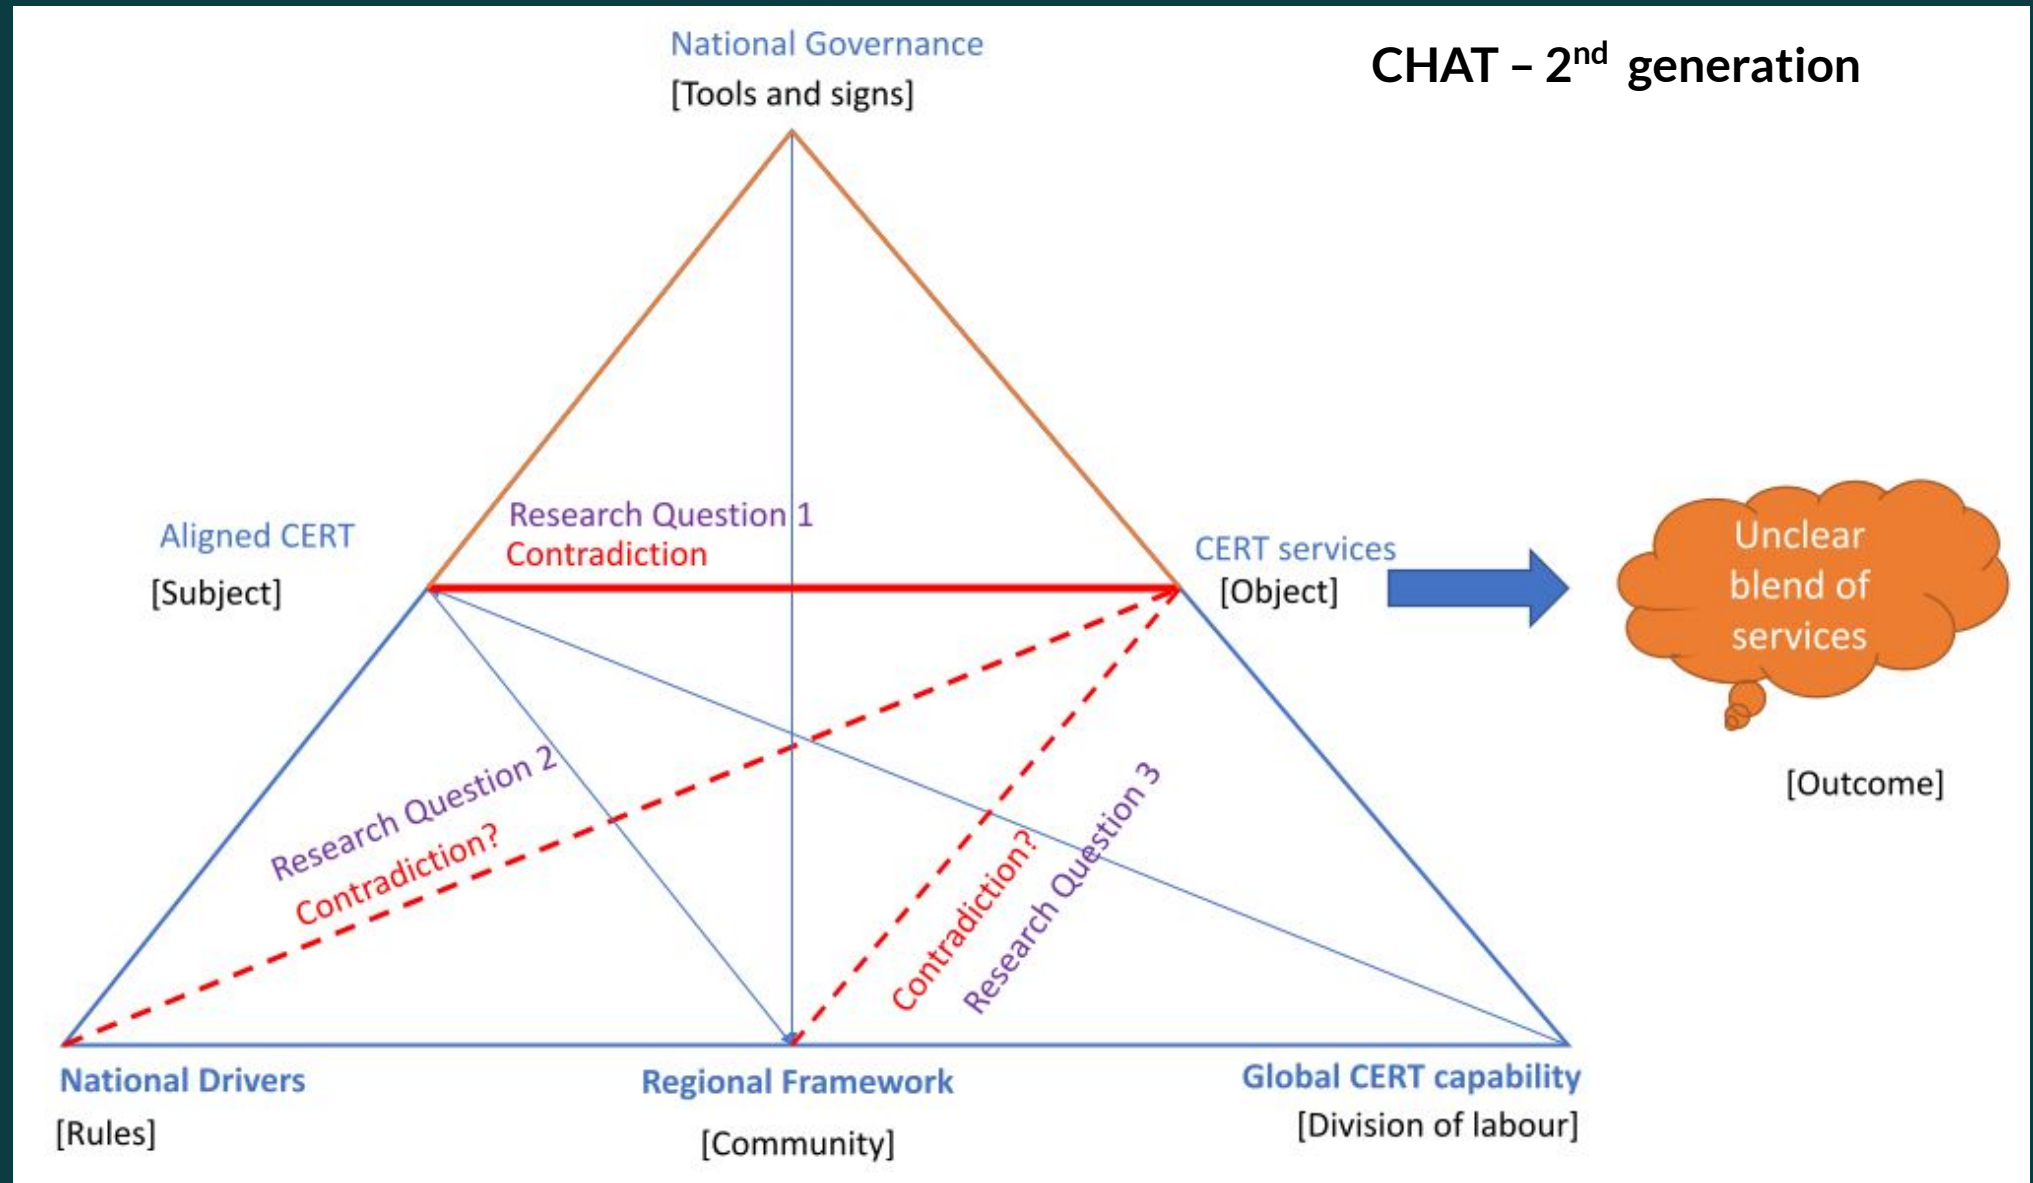 National Governance
[Tools and signs]
CHAT – 2nd generation
Research Question 1
Contradiction
Aligned CERT
[Subject]
CERT services
[Object]
Unclear
blend of
services
[Outcome]
Research Question 2
Contradiction?
Contradiction?
Research Question 3
National Drivers
[Rules]
Regional Framework
[Community]
Global CERT capability
[Division of labour]